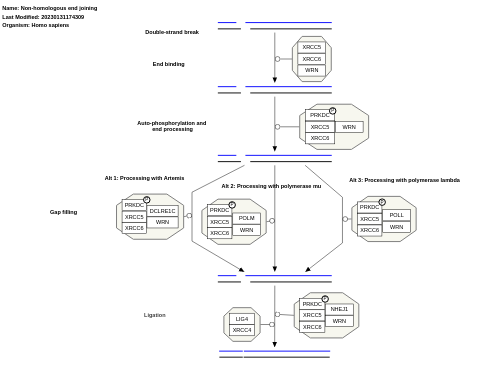 Name: Non-homologous end joining
Last Modified: 20230131174309
Organism: Homo sapiens
Double-strand break
XRCC5
XRCC6
WRN
End binding
P
PRKDC
XRCC5
XRCC6
WRN
Auto-phosphorylation and
end processing
Alt 1: Processing with Artemis
Alt 2: Processing with polymerase mu
Alt 3: Processing with polymerase lambda
Gap filling
P
PRKDC
XRCC5
XRCC6
DCLRE1C
WRN
P
PRKDC
XRCC5
XRCC6
POLM
WRN
P
PRKDC
XRCC5
XRCC6
POLL
WRN
Ligation
LIG4
XRCC4
P
PRKDC
XRCC5
XRCC6
NHEJ1
WRN